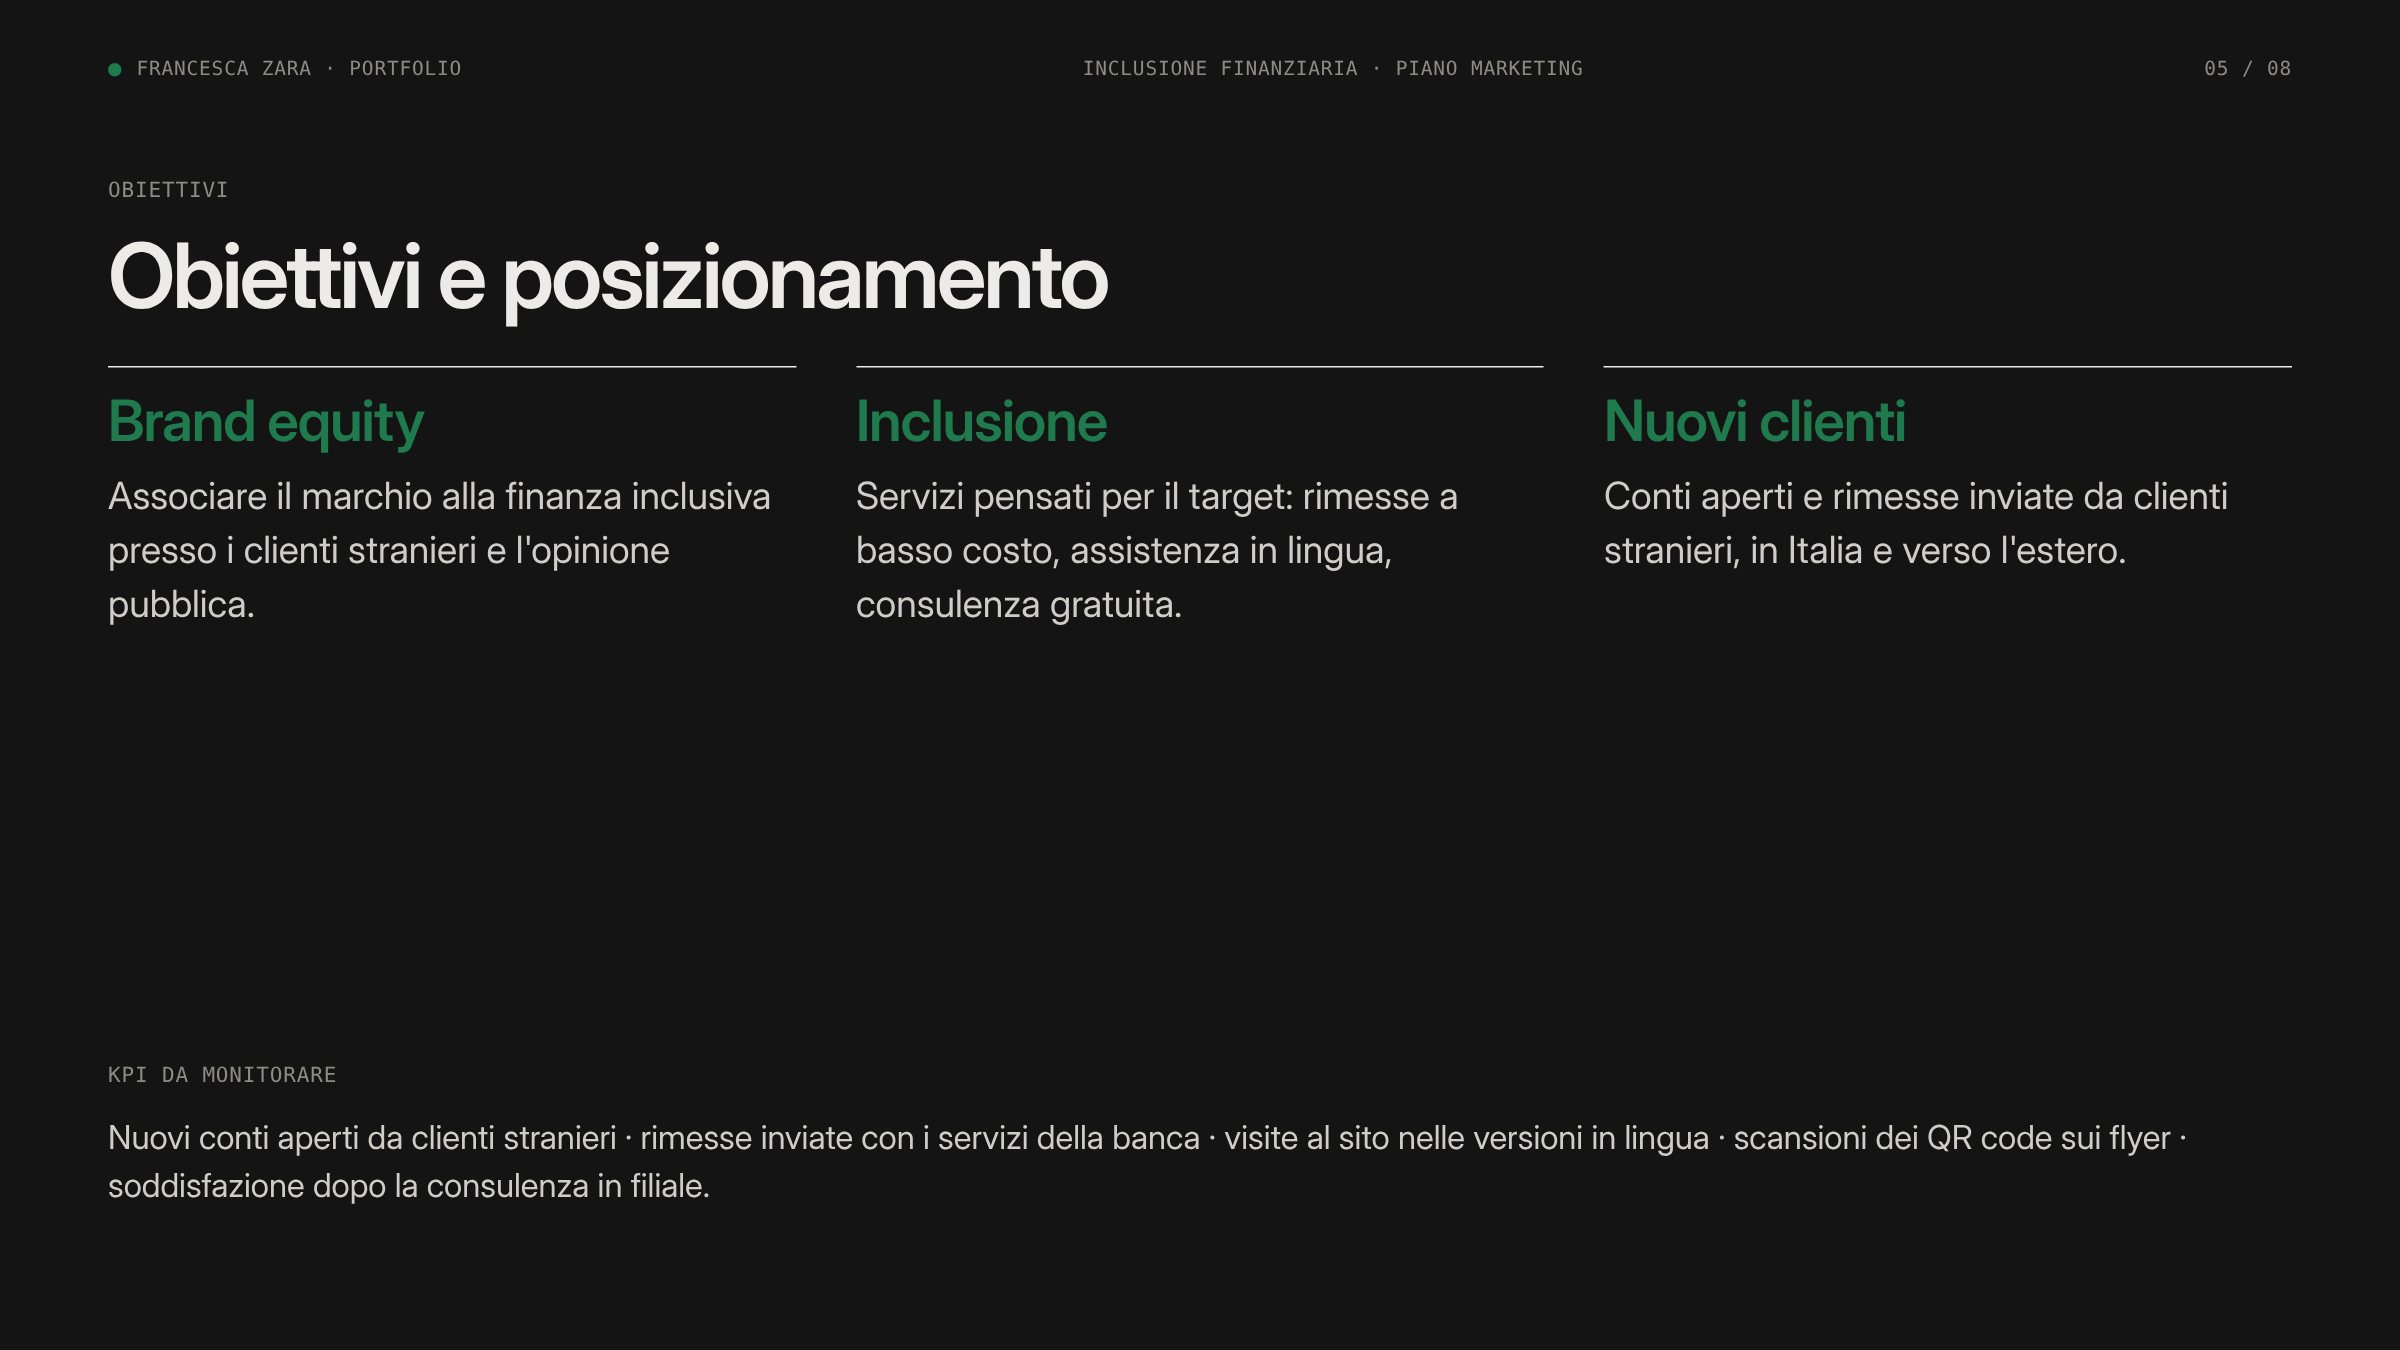 FRANCESCA ZARA · PORTFOLIO
INCLUSIONE FINANZIARIA · PIANO MARKETING
05 / 08
OBIETTIVI
Obiettivi e posizionamento
Brand equity
Associare il marchio alla finanza inclusiva
presso i clienti stranieri e l'opinione
pubblica.
Inclusione
Servizi pensati per il target: rimesse a
basso costo, assistenza in lingua,
consulenza gratuita.
Nuovi clienti
Conti aperti e rimesse inviate da clienti
stranieri, in Italia e verso l'estero.
KPI DA MONITORARE
Nuovi conti aperti da clienti stranieri · rimesse inviate con i servizi della banca · visite al sito nelle versioni in lingua · scansioni dei QR code sui flyer ·
soddisfazione dopo la consulenza in filiale.